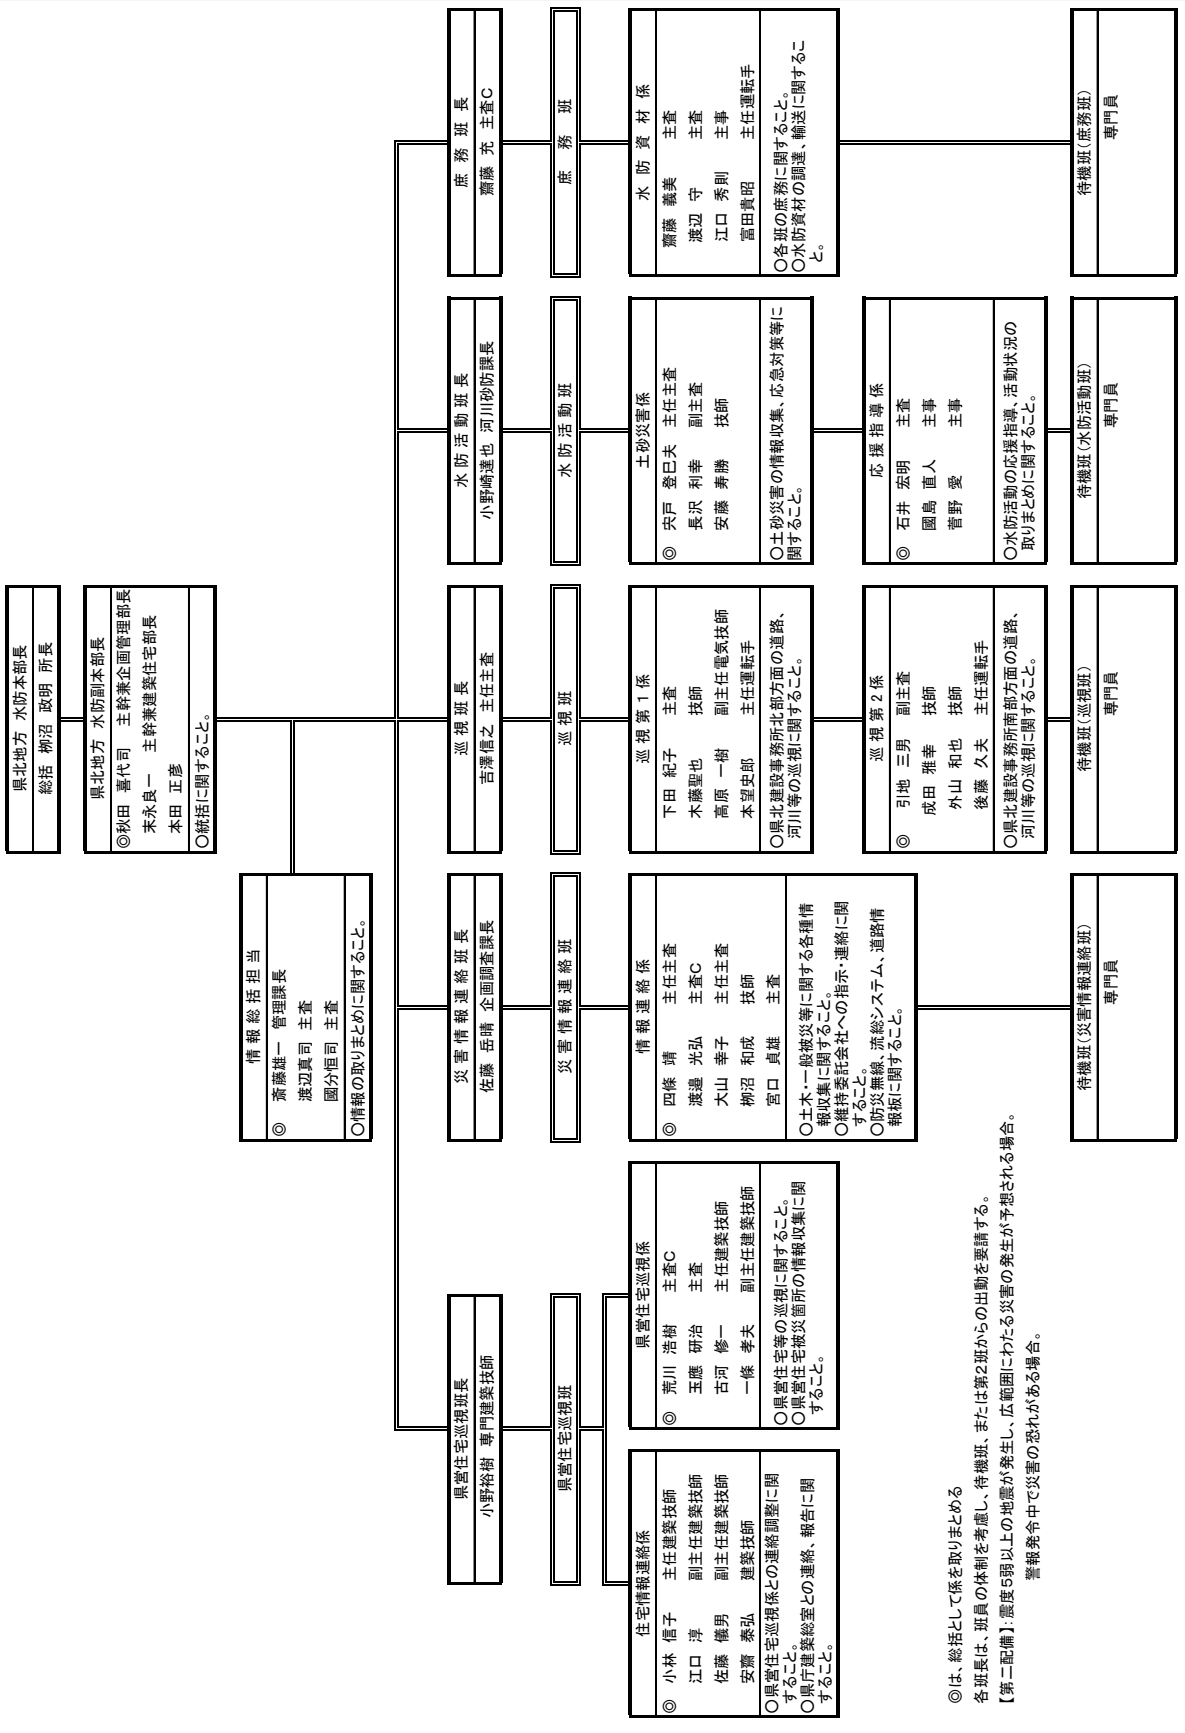 県北地方 水防本部長
総括 柳沼 政明 所長
県北地方 水防副本部長
◎秋田 喜代司 主幹兼企画管理部長
末永良一 主幹兼建築住宅部長
本田 正彦
○統括に関すること。
情報総括担当
◎ 斎藤雄一 管理課長
渡辺真司 主査
國分恒司 主査
○情報の取りまとめに関すること。
県営住宅巡視班長
小野裕樹 専門建築技師
災害情報連絡班長
佐藤 岳晴 企画調査課長
巡視班長
吉澤信之 主任主査
水防活動班長
小野崎達也 河川砂防課長
庶務班長
齋藤 充 主査C
県営住宅巡視班
災害情報連絡班
巡視班
水防活動班
庶務班
住宅情報連絡係
◎ 小林 信子 主任建築技師
江口 淳 副主任建築技師
佐藤 儀男 副主任建築技師
安齋 泰弘 建築技師
○県営住宅巡視係との連絡調整に関
すること。
○県庁建築総室との連絡、報告に関
すること。
県営住宅巡視係
◎ 荒川 浩樹 主査C
玉應 研治 主査
古河 修一 主任建築技師
一條 孝夫 副主任建築技師
○県営住宅等の巡視に関すること。
○県営住宅被災箇所の情報収集に関
すること。
情報連絡係
◎ 四條 靖 主任主査
渡邉 光弘 主査C
大山 幸子 主任主査
柳沼 和成 技師
宮口 貞雄 主査
○土木・一般被災等に関する各種情
報収集に関すること。
○維持委託会社への指示・連絡に関
すること。
○防災無線、流総システム、道路情
報板に関すること。
巡視第1係
下田 紀子 主査
木藤聖也 技師
高原 一樹 副主任電気技師
本望史郎 主任運転手
○県北建設事務所北部方面の道路、
河川等の巡視に関すること。
土砂災害係
◎ 宍戸 登巳夫 主任主査
長沢 利幸 副主査
安藤 寿勝 技師
○土砂災害の情報収集、応急対策等に
関すること。
水防資材係
齋藤 義美 主査
渡辺 守 主査
江口 秀則 主事
富田貴昭 主任運転手
○各班の庶務に関すること。
○水防資材の調達、輸送に関するこ
と。
巡視第2係
◎ 引地 三男 副主査
成田 雅幸 技師
外山 和也 技師
後藤 久夫 主任運転手
○県北建設事務所南部方面の道路、
河川等の巡視に関すること。
応援指導係
◎ 石井 宏明 主査
國島 直人 主事
菅野 愛 主事
○水防活動の応援指導、活動状況の
取りまとめに関すること。
待機班(災害情報連絡班)
専門員
待機班(巡視班)
専門員
待機班(水防活動班)
専門員
待機班(庶務班)
専門員
◎は、総括として係を取りまとめる
各班長は、班員の体制を考慮し、待機班、または第2班からの出動を要請する。
【第二配備】:震度5弱以上の地震が発生し、広範囲にわたる災害の発生が予想される場合。
警報発令中で災害の恐れがある場合。